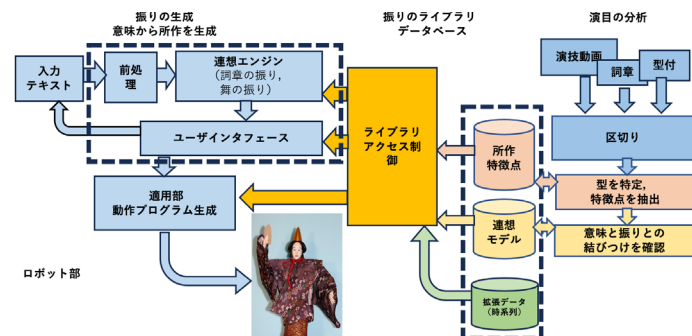 振りの生成
意味から所作を生成
振りのライブラリ
データベース
演目の分析
入力
テキスト
前処
理
連想エンジン
(詞章の振り,
舞の振り)
ユーザインタフェース
適用部
動作プログラム生成
ロボット部
ライブラリ
アクセス制
御
所作
特徴点
連想
モデル
拡張データ
(時系列)
演技動画
詞章
型付
区切り
型を特定,
特徴点を抽出
意味と振りとの
結びつけを確認